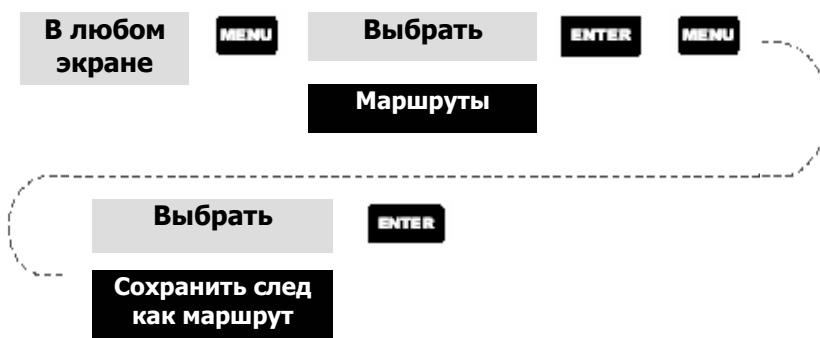 В любом
экране
MENU
Выбрать
Маршруты
ENTER
MENU
Выбрать
Сохранить след
как маршрут
ENTER